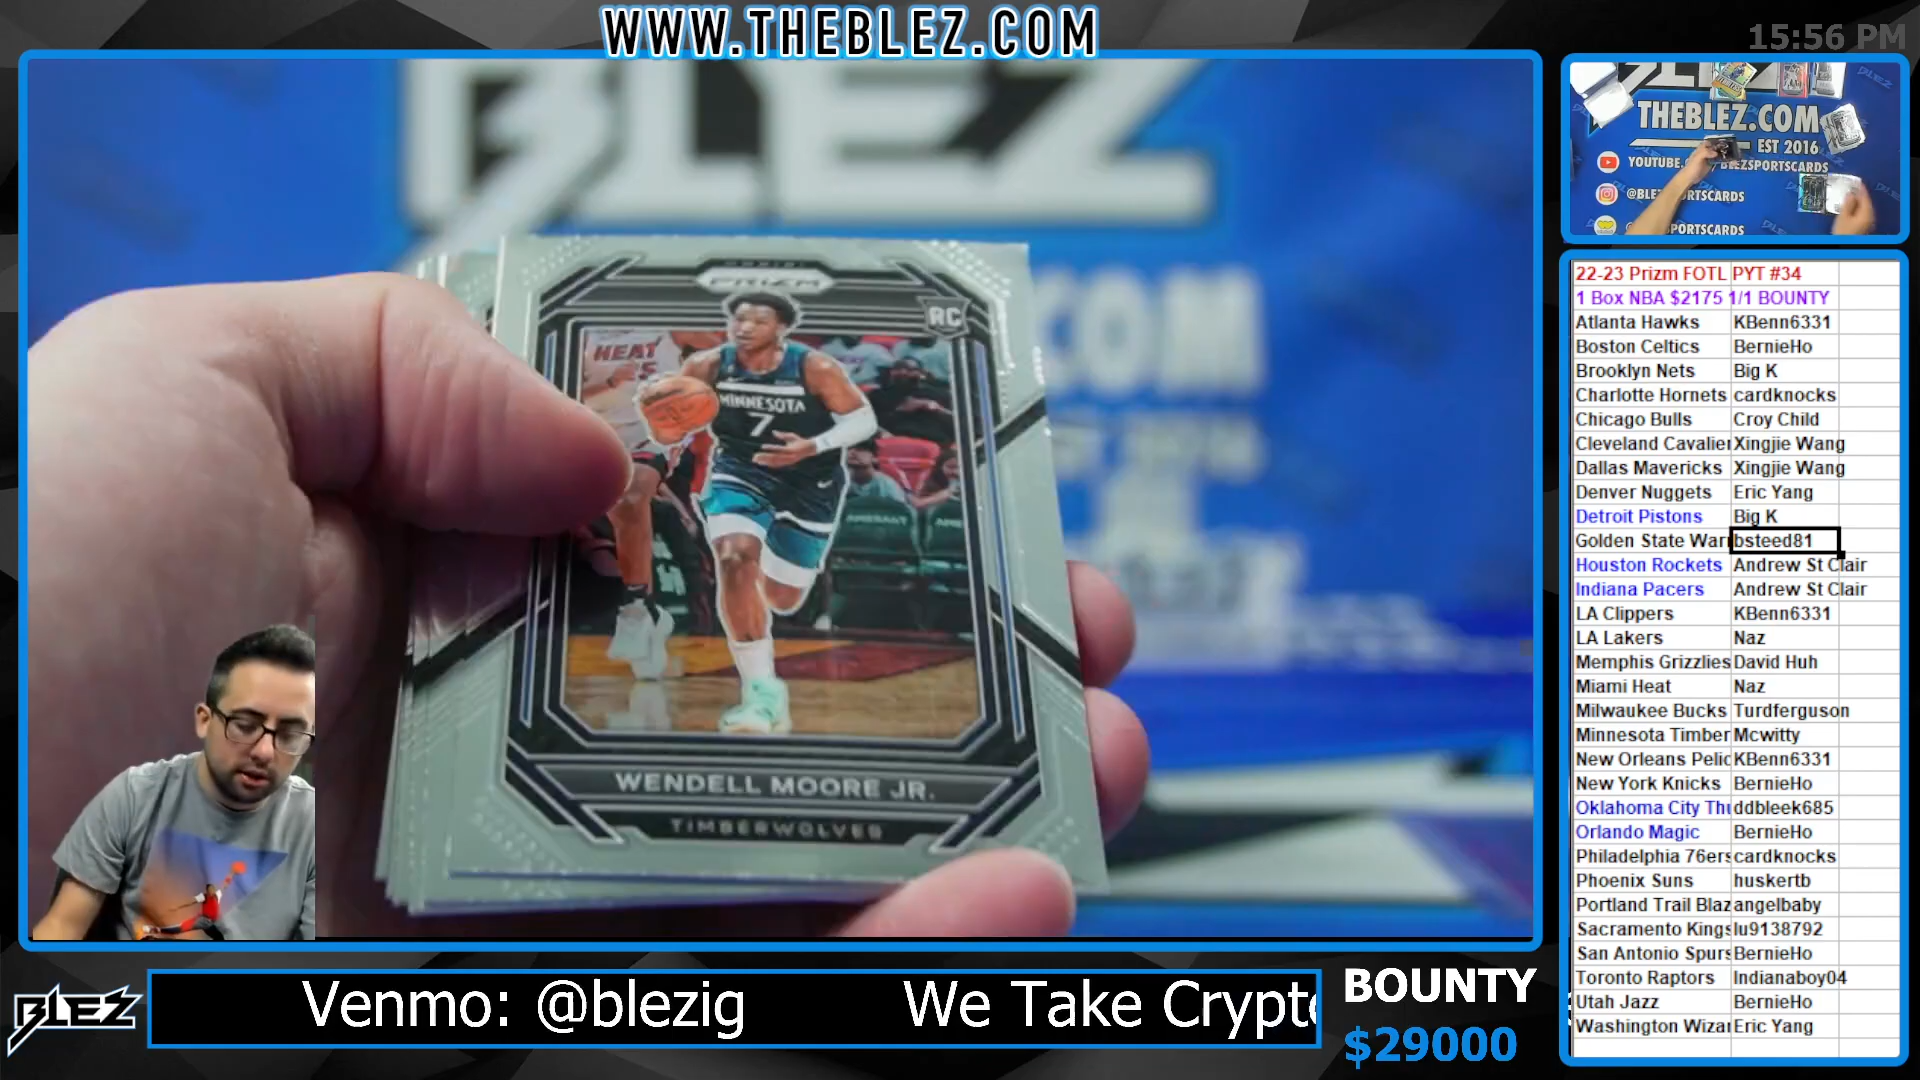 WWW.THEBLEZ.COM
15:56 PM
BLEZ
COM
PRIZM
RC
HEAT
MINNESOTA
7
WENDELL MOORE JR.
TIMBERWOLVES
THEBLEZ.COM
EST 2016
YOUTUBE.
BLEZSPORTSCARDS
22-23 Prizm FOTL PYT #34
1 Box NBA $2175 1/1 BOUNTY
Atlanta Hawks KBenn6331
Boston Celtics BernieHo
Brooklyn Nets Big K
Charlotte Hornets cardknocks
Chicago Bulls Croy Child
Cleveland Cavalier Xingjie Wang
Dallas Mavericks Xingjie Wang
Denver Nuggets Eric Yang
Detroit Pistons Big K
Golden State Warr bsteed81
Houston Rockets Andrew St Clair
Indiana Pacers Andrew St Clair
LA Clippers KBenn6331
LA Lakers Naz
Memphis Grizzlies David Huh
Miami Heat Naz
Milwaukee Bucks Turdferguson
Minnesota Timber Mcwitty
New Orleans Pelic KBenn6331
New York Knicks BernieHo
Oklahoma City Thu ddbleek685
Orlando Magic BernieHo
Philadelphia 76ers cardknocks
Phoenix Suns huskertb
Portland Trail Blaz angelbaby
Sacramento Kings lu9138792
San Antonio Spurs BernieHo
Toronto Raptors Indianaboy04
Utah Jazz BernieHo
Washington Wizar Eric Yang
BLEZ
Venmo: @blezig We Take Crypto
BOUNTY
$29000